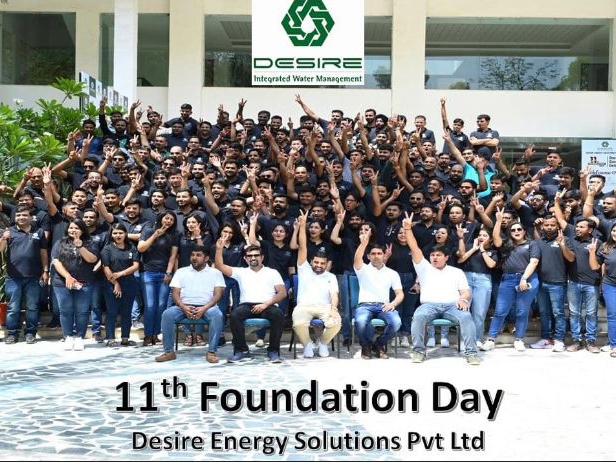 DESIRE
Integrated Water Management
11th Foundation Day
Desire Energy Solutions Pvt Ltd